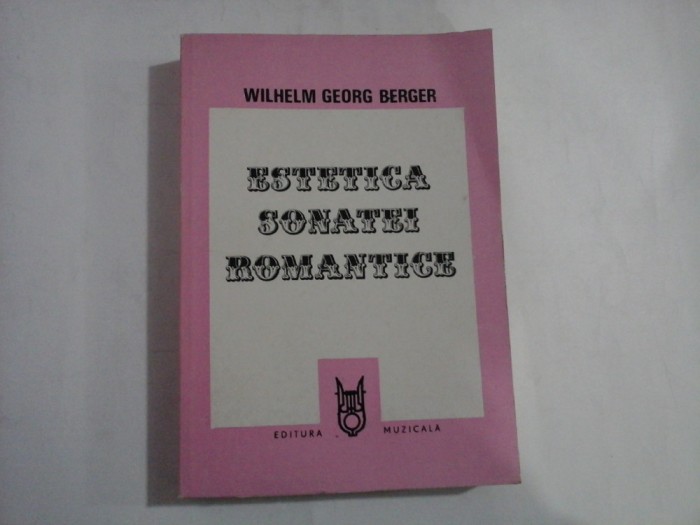 WILHELM GEORG BERGER
ESTETICA
SONATEI
ROMANTICE
EDITURA MUZICALA